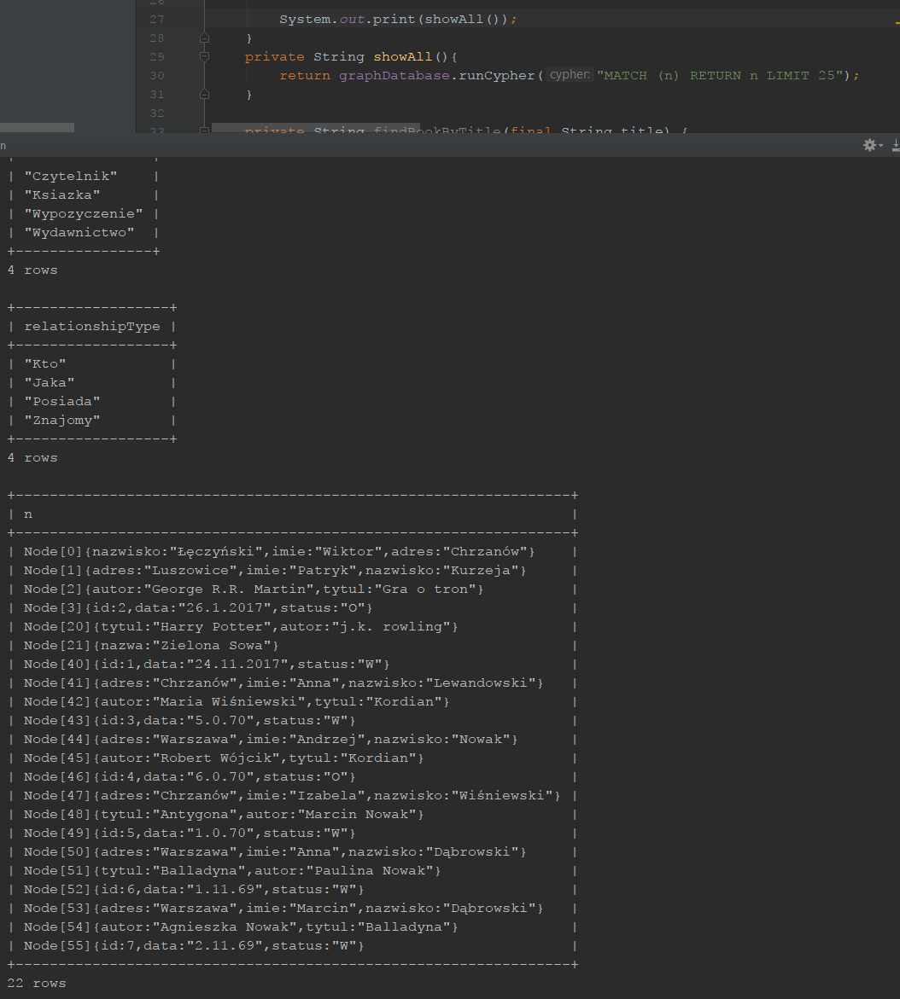 27 System.out.print(showAll());
28 }
29 private String showAll(){
30 return graphDatabase.runCypher( cypher: "MATCH (n) RETURN n LIMIT 25");
31 }
32
33 private String findBookByTitle(final String title) {
n
| "Czytelnik" |
| "Ksiazka" |
| "Wypozyczenie" |
| "Wydawnictwo" |
+----------------+
4 rows
+------------------+
| relationshipType |
+------------------+
| "Kto" |
| "Jaka" |
| "Posiada" |
| "Znajomy" |
+------------------+
4 rows
+-----------------------------------------------------------------+
| n |
+-----------------------------------------------------------------+
| Node[0]{nazwisko:"Łęczyński",imie:"Wiktor",adres:"Chrzanów"} |
| Node[1]{adres:"Luszowice",imie:"Patryk",nazwisko:"Kurzeja"} |
| Node[2]{autor:"George R.R. Martin",tytul:"Gra o tron"} |
| Node[3]{id:2,data:"26.1.2017",status:"O"} |
| Node[20]{tytul:"Harry Potter",autor:"j.k. rowling"} |
| Node[21]{nazwa:"Zielona Sowa"} |
| Node[40]{id:1,data:"24.11.2017",status:"W"} |
| Node[41]{adres:"Chrzanów",imie:"Anna",nazwisko:"Lewandowski"} |
| Node[42]{autor:"Maria Wiśniewski",tytul:"Kordian"} |
| Node[43]{id:3,data:"5.0.70",status:"W"} |
| Node[44]{adres:"Warszawa",imie:"Andrzej",nazwisko:"Nowak"} |
| Node[45]{autor:"Robert Wójcik",tytul:"Kordian"} |
| Node[46]{id:4,data:"6.0.70",status:"O"} |
| Node[47]{adres:"Chrzanów",imie:"Izabela",nazwisko:"Wiśniewski"} |
| Node[48]{tytul:"Antygona",autor:"Marcin Nowak"} |
| Node[49]{id:5,data:"1.0.70",status:"W"} |
| Node[50]{adres:"Warszawa",imie:"Anna",nazwisko:"Dąbrowski"} |
| Node[51]{tytul:"Balladyna",autor:"Paulina Nowak"} |
| Node[52]{id:6,data:"1.11.69",status:"W"} |
| Node[53]{adres:"Warszawa",imie:"Marcin",nazwisko:"Dąbrowski"} |
| Node[54]{autor:"Agnieszka Nowak",tytul:"Balladyna"} |
| Node[55]{id:7,data:"2.11.69",status:"W"} |
+-----------------------------------------------------------------+
22 rows